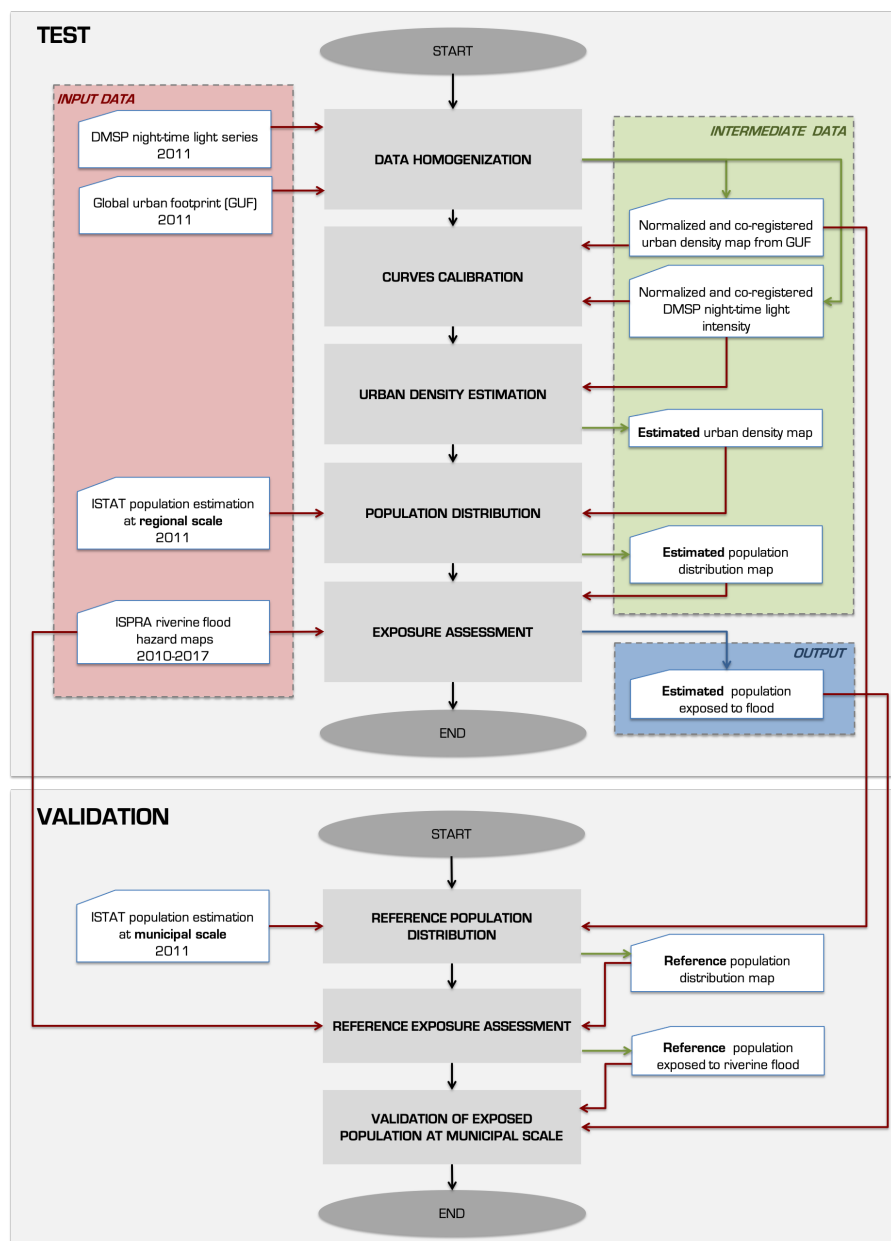 TEST
START
INPUT DATA
DMSP night-time light series
2011
Global urban footprint (GUF)
2011
DATA HOMOGENIZATION
INTERMEDIATE DATA
Normalized and co-registered
urban density map from GUF
CURVES CALIBRATION
Normalized and co-registered
DMSP night-time light
intensity
URBAN DENSITY ESTIMATION
Estimated urban density map
ISTAT population estimation
at regional scale
2011
POPULATION DISTRIBUTION
Estimated population
distribution map
ISPRA riverine flood
hazard maps
2010-2017
EXPOSURE ASSESSMENT
OUTPUT
Estimated population
exposed to flood
END
VALIDATION
START
ISTAT population estimation
at municipal scale
2011
REFERENCE POPULATION
DISTRIBUTION
Reference population
distribution map
REFERENCE EXPOSURE ASSESSMENT
Reference population
exposed to riverine flood
VALIDATION OF EXPOSED
POPULATION AT MUNICIPAL SCALE
END